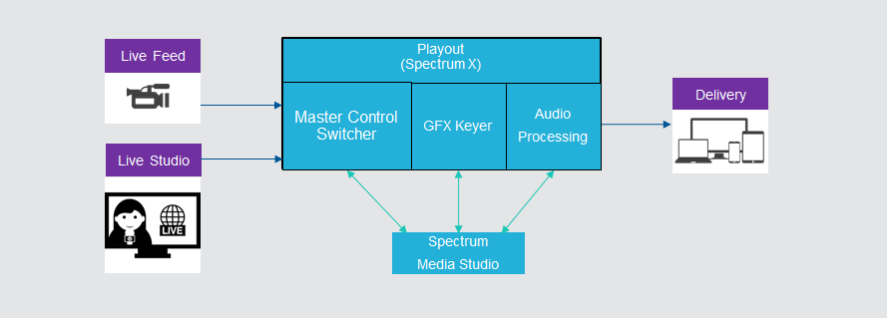 Live Feed
Playout
(Spectrum X)
Master Control
Switcher
GFX Keyer
Audio
Processing
Delivery
Live Studio
LIVE
Spectrum
Media Studio